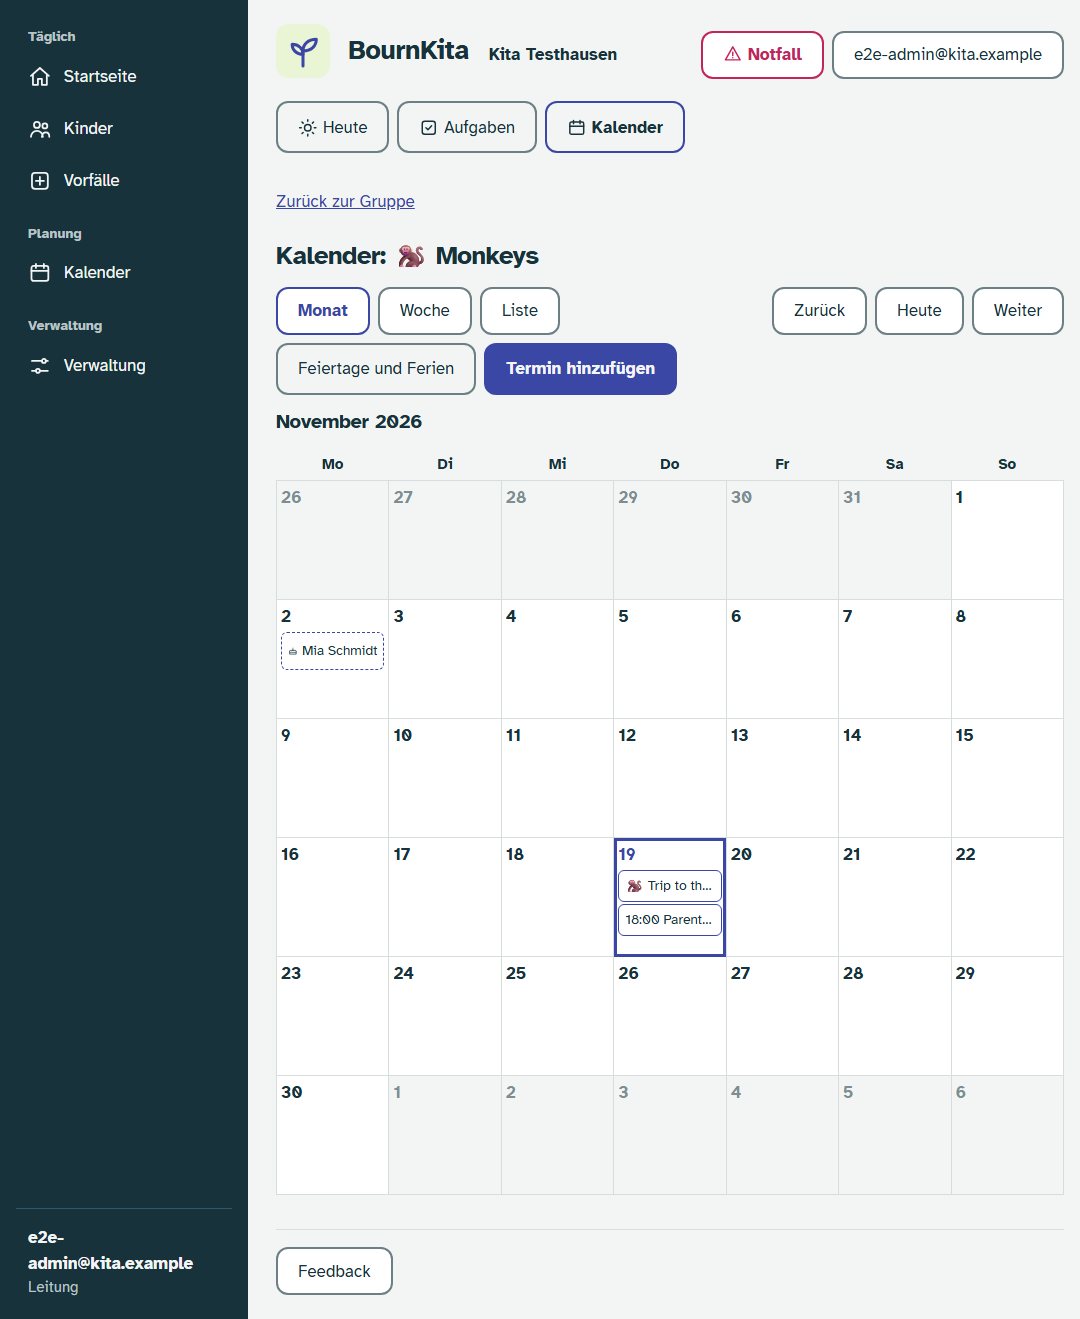 Täglich
Startseite
Kinder
Vorfälle
Planung
Kalender
Verwaltung
Verwaltung
e2e-
admin@kita.example
Leitung
BournKita Kita Testhausen
Notfall
e2e-admin@kita.example
Heute Aufgaben Kalender
Zurück zur Gruppe
Kalender: Monkeys
Monat Woche Liste
Zurück Heute Weiter
Feiertage und Ferien Termin hinzufügen
November 2026
Mo Di Mi Do Fr Sa So
26 27 28 29 30 31 1
2 3 4 5 6 7 8
Mia Schmidt
9 10 11 12 13 14 15
16 17 18 19 20 21 22
Trip to th...
18:00 Parent...
23 24 25 26 27 28 29
30 1 2 3 4 5 6
Feedback